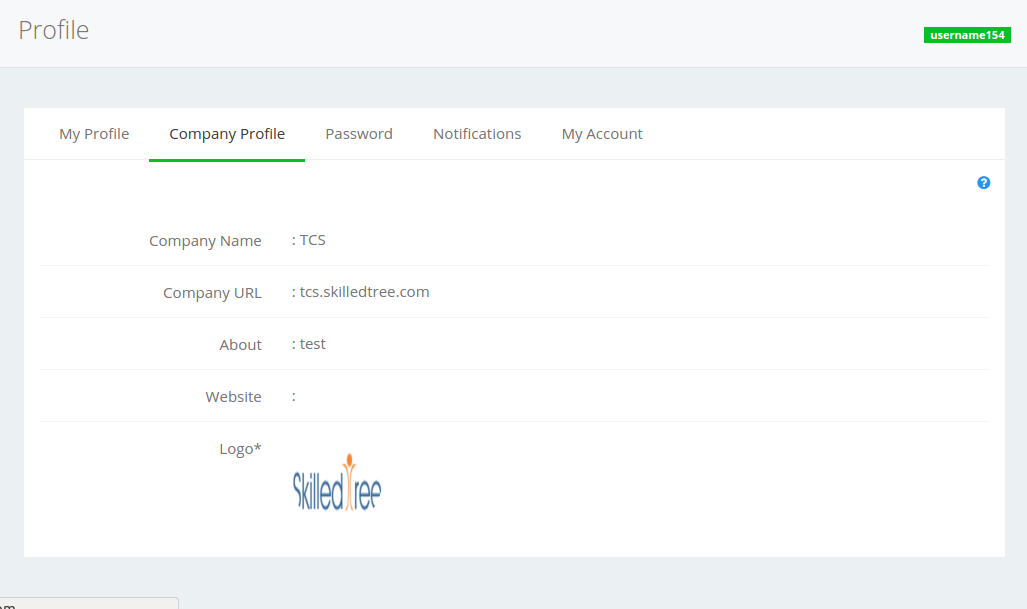 Profile
username154
My Profile Company Profile Password Notifications My Account
?
Company Name : TCS
Company URL : tcs.skilledtree.com
About : test
Website :
Logo*
SkilledTree